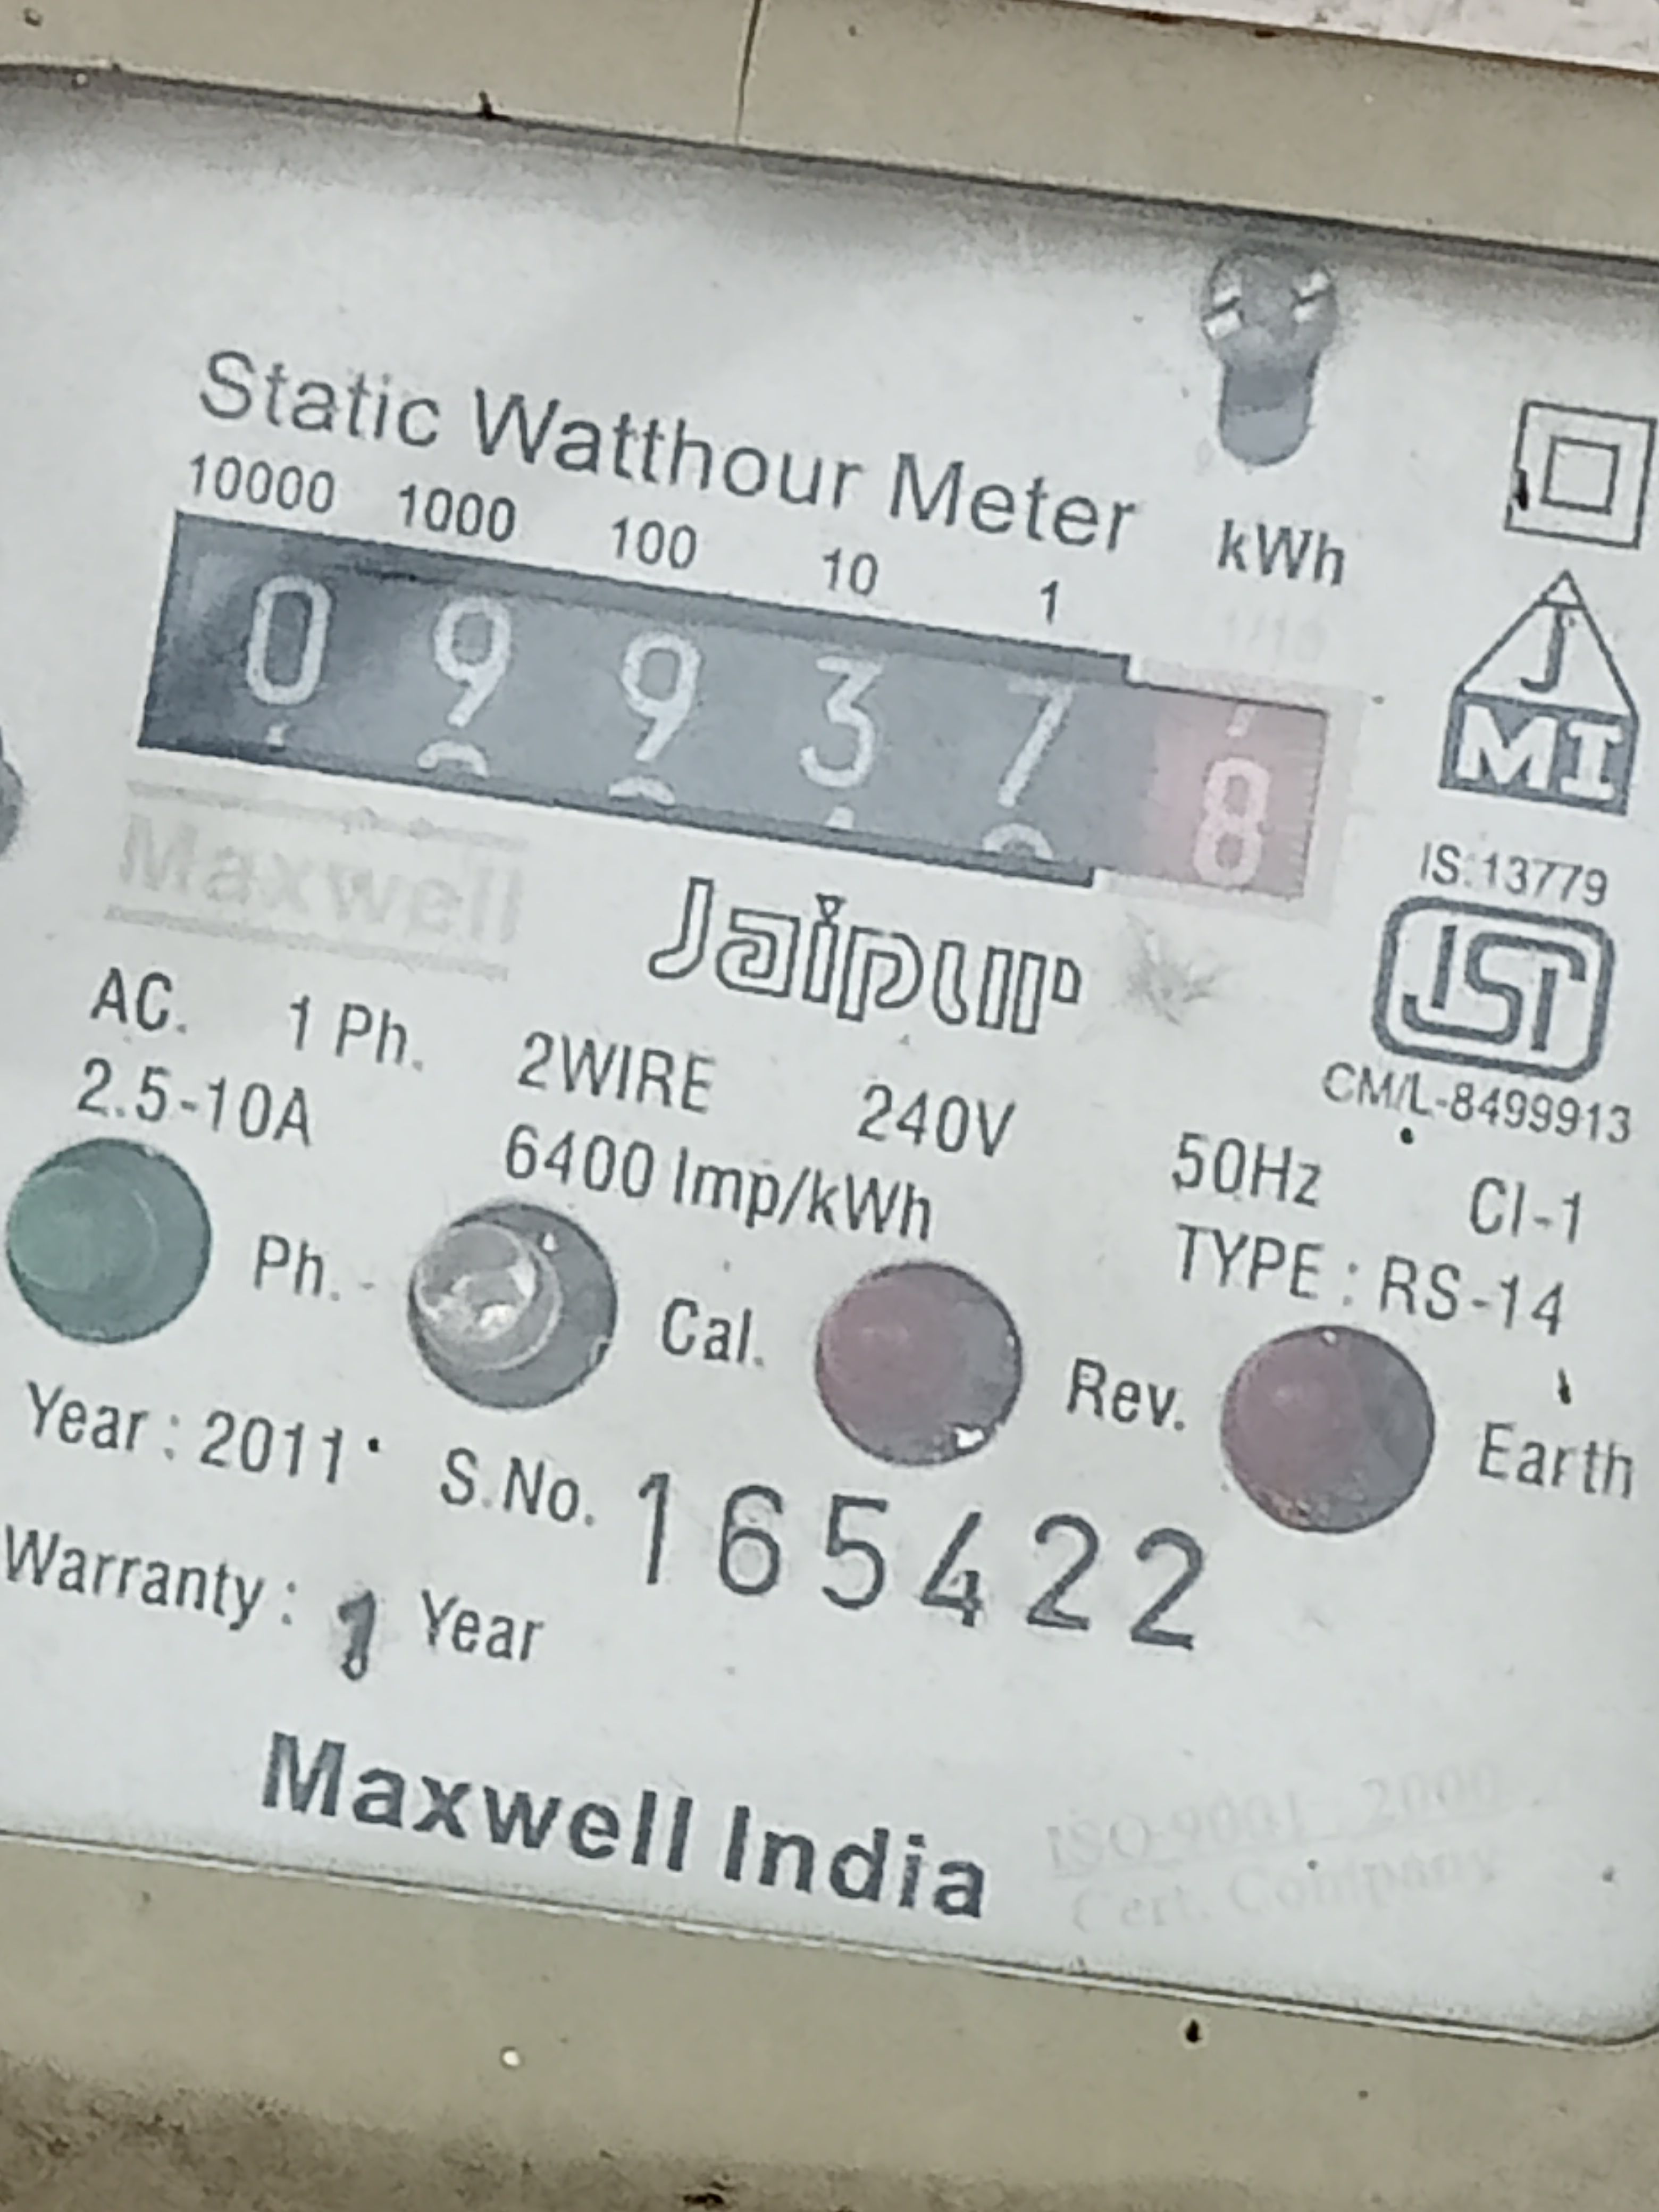 Static Watthour Meter
10000 1000 100 10 1 kWh
1/10
0 9 9 3 7 8
J
MI
Maxwell
Jaipur
IS:13779
ISI
CM/L-8499913
AC. 1 Ph. 2WIRE 240V 50Hz Cl-1
2.5-10A 6400 Imp/kWh TYPE : RS-14
Ph. Cal. Rev. Earth
Year : 2011 S.No. 165422
Warranty : 1 Year
Maxwell India
ISO-9001 2000
Cert. Company